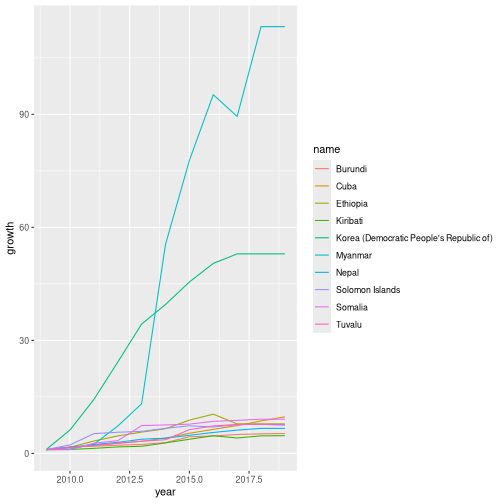 growth
90
60
30
0
2010.0
2012.5
2015.0
2017.5
year
name
Burundi
Cuba
Ethiopia
Kiribati
Korea (Democratic People's Republic of)
Myanmar
Nepal
Solomon Islands
Somalia
Tuvalu